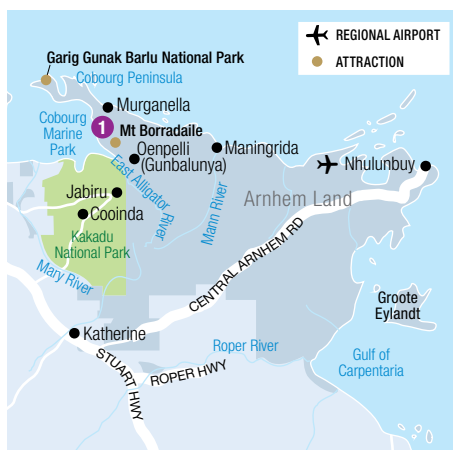 REGIONAL AIRPORT
ATTRACTION
Garig Gunak Barlu National Park
Cobourg Peninsula
Murganella
Cobourg
Marine
Park
1
Mt Borradaile
Oenpelli
(Gunbalunya)
Maningrida
Nhulunbuy
East Alligator
River
Mann River
Arnhem Land
Jabiru
Cooinda
Kakadu
National Park
Mary River
CENTRAL ARNHEM RD
Groote
Eylandt
Katherine
Roper River
Gulf of
Carpentaria
STUART HWY
ROPER HWY